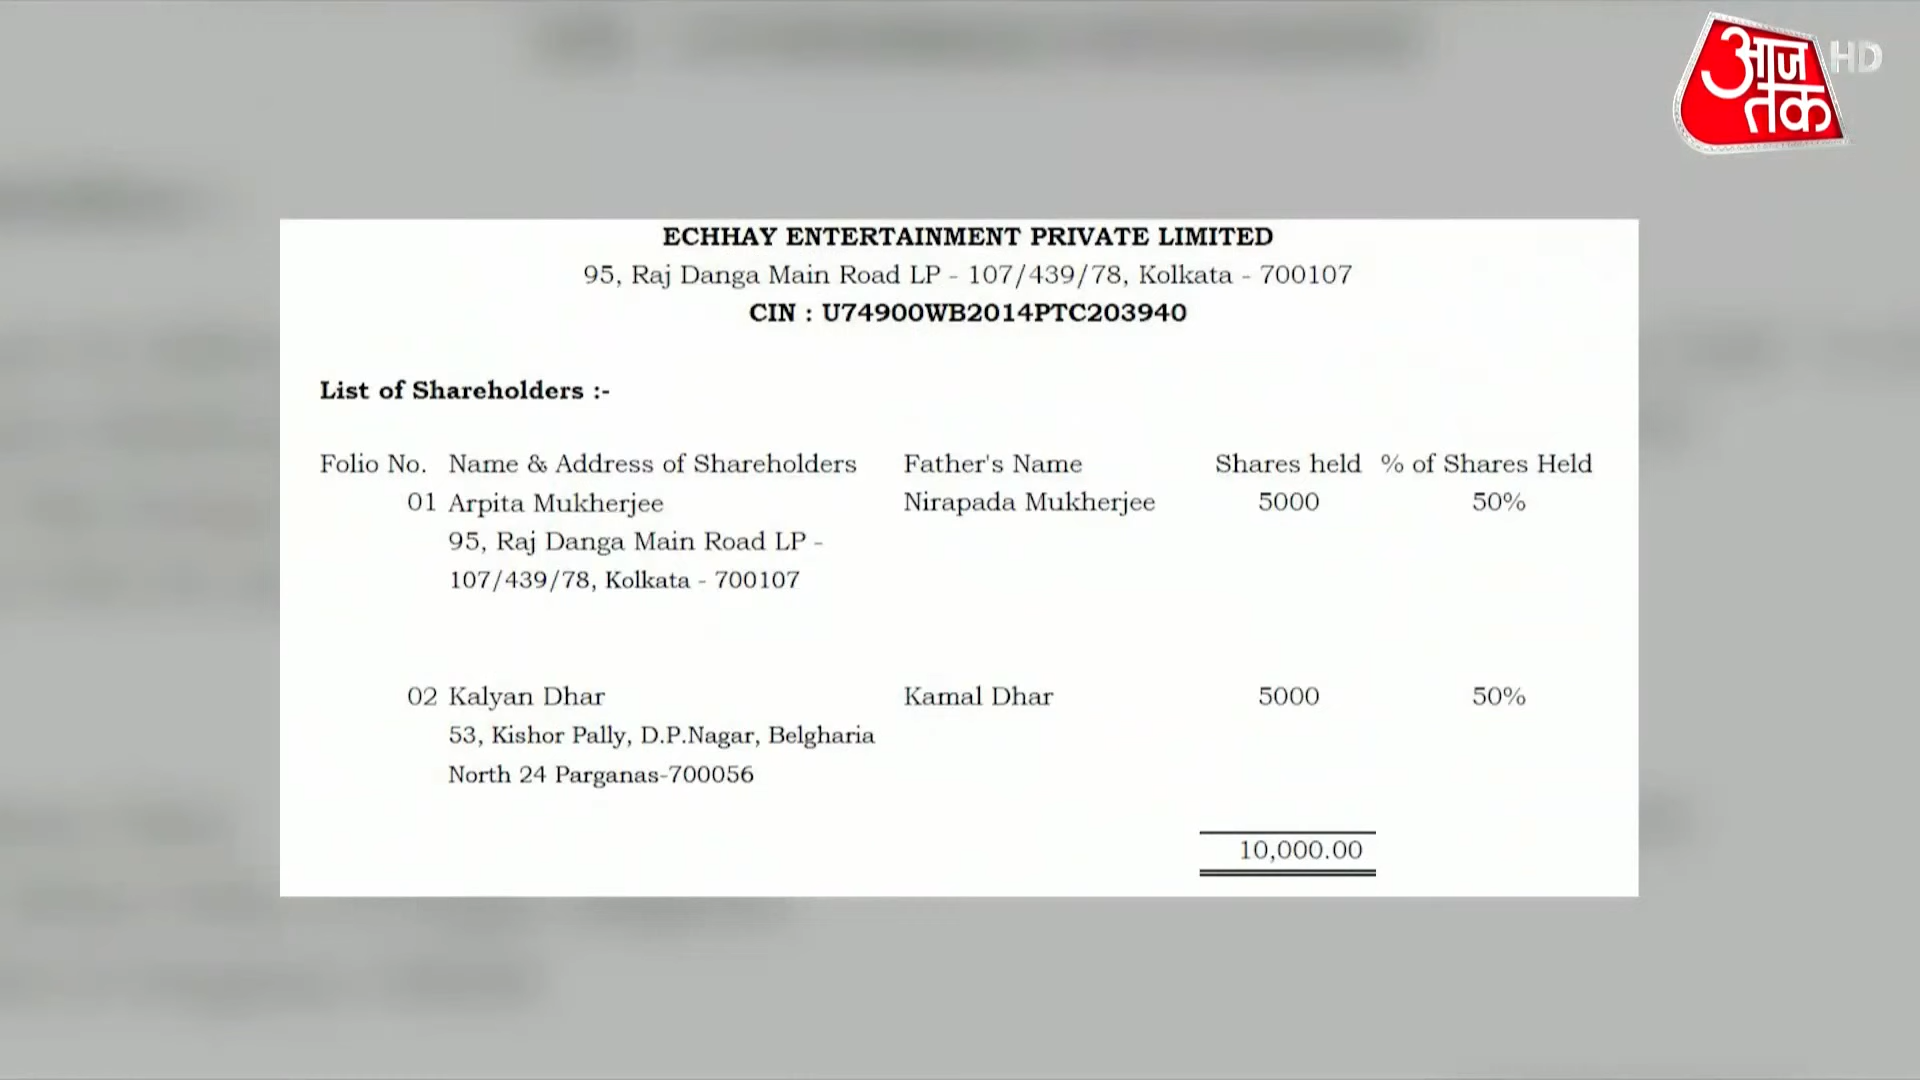 आज तक HD
ECHHAY ENTERTAINMENT PRIVATE LIMITED
95, Raj Danga Main Road LP - 107/439/78, Kolkata - 700107
CIN : U74900WB2014PTC203940
List of Shareholders :-
Folio No. Name & Address of Shareholders Father's Name Shares held % of Shares Held
01 Arpita Mukherjee Nirapada Mukherjee 5000 50%
95, Raj Danga Main Road LP -
107/439/78, Kolkata - 700107
02 Kalyan Dhar Kamal Dhar 5000 50%
53, Kishor Pally, D.P.Nagar, Belgharia
North 24 Parganas-700056
10,000.00